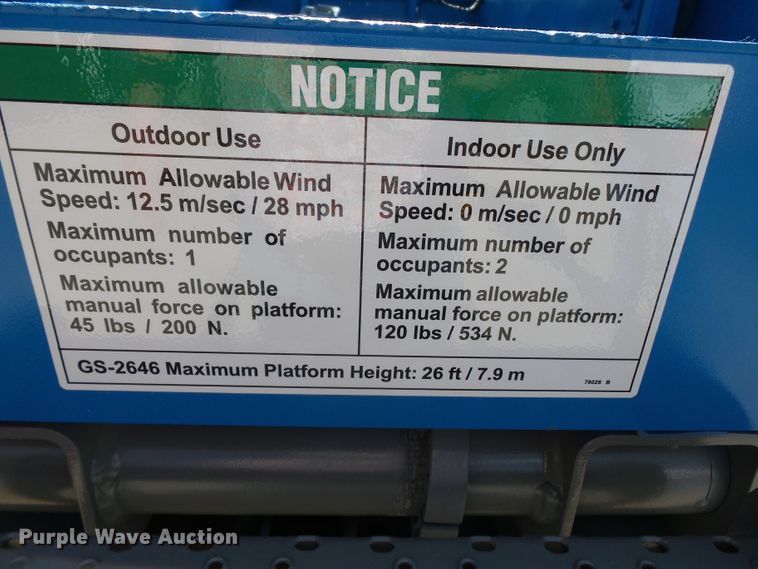 NOTICE
Outdoor Use
Maximum Allowable Wind
Speed: 12.5 m/sec / 28 mph
Maximum number of
occupants: 1
Maximum allowable
manual force on platform:
45 lbs / 200 N.
Indoor Use Only
Maximum Allowable Wind
Speed: 0 m/sec / 0 mph
Maximum number of
occupants: 2
Maximum allowable
manual force on platform:
120 lbs / 534 N.
GS-2646 Maximum Platform Height: 26 ft / 7.9 m
78026 B
Purple Wave Auction